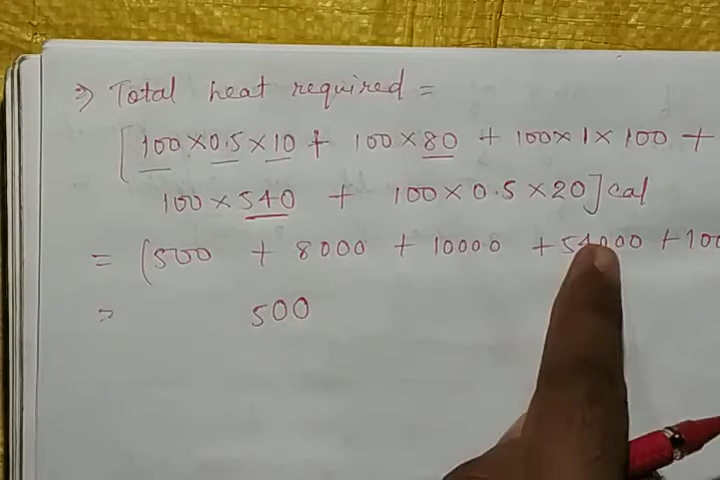 ⇒ Total heat required =
[100 × 0.5 × 10 + 100 × 80 + 100 × 1 × 100 +
100 × 540 + 100 × 0.5 × 20] cal
= (500 + 8000 + 10000 + 54000 + 100
= 500